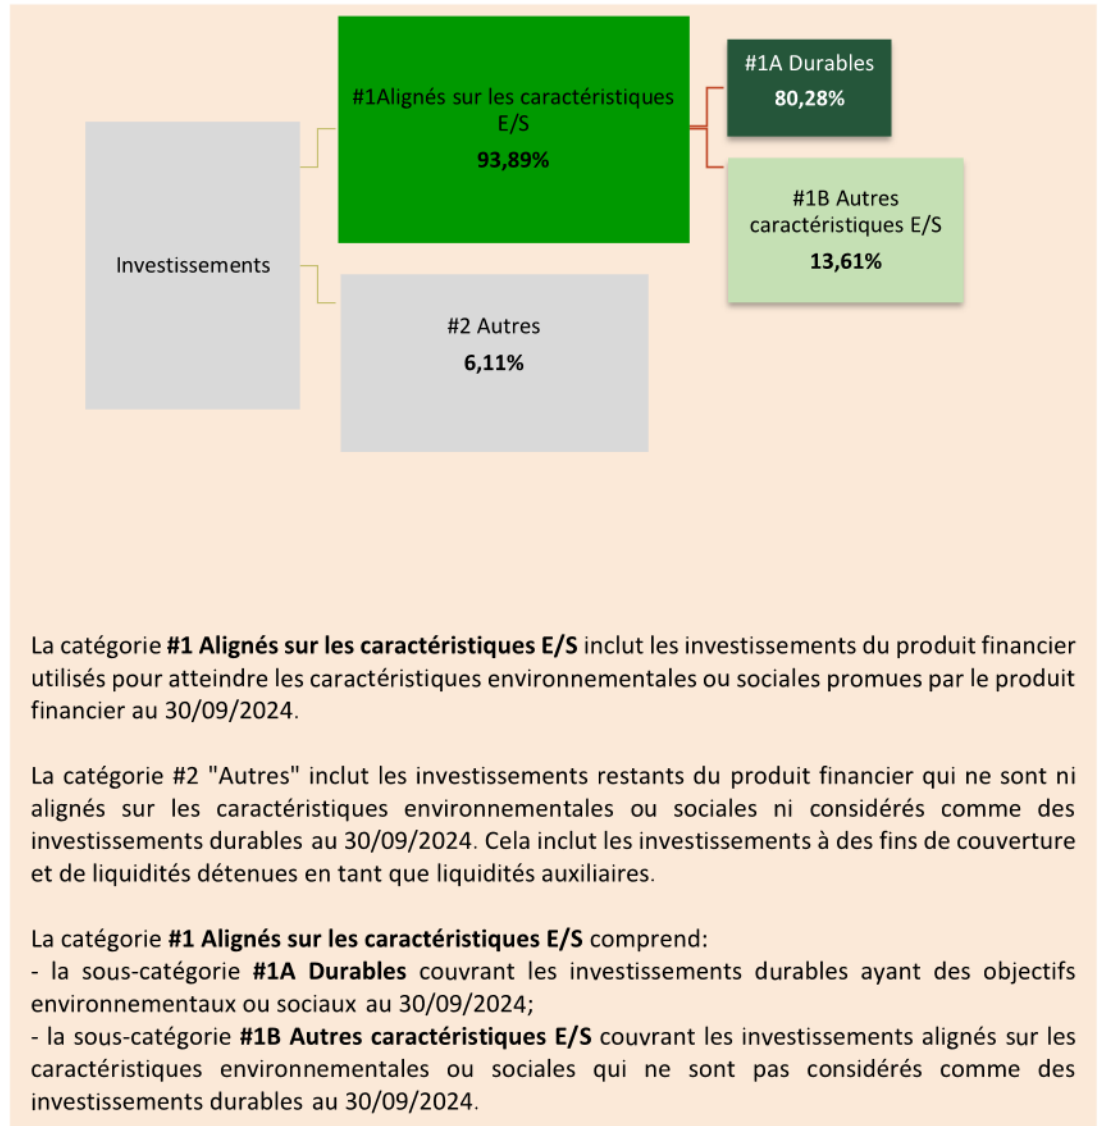 #1Alignés sur les caractéristiques
E/S
93,89%
#1A Durables
80,28%
#1B Autres
caractéristiques E/S
13,61%
Investissements
#2 Autres
6,11%
La catégorie #1 Alignés sur les caractéristiques E/S inclut les investissements du produit financier
utilisés pour atteindre les caractéristiques environnementales ou sociales promues par le produit
financier au 30/09/2024.
La catégorie #2 "Autres" inclut les investissements restants du produit financier qui ne sont ni
alignés sur les caractéristiques environnementales ou sociales ni considérés comme des
investissements durables au 30/09/2024. Cela inclut les investissements à des fins de couverture
et de liquidités détenues en tant que liquidités auxiliaires.
La catégorie #1 Alignés sur les caractéristiques E/S comprend:
- la sous-catégorie #1A Durables couvrant les investissements durables ayant des objectifs
environnementaux ou sociaux au 30/09/2024;
- la sous-catégorie #1B Autres caractéristiques E/S couvrant les investissements alignés sur les
caractéristiques environnementales ou sociales qui ne sont pas considérés comme des
investissements durables au 30/09/2024.